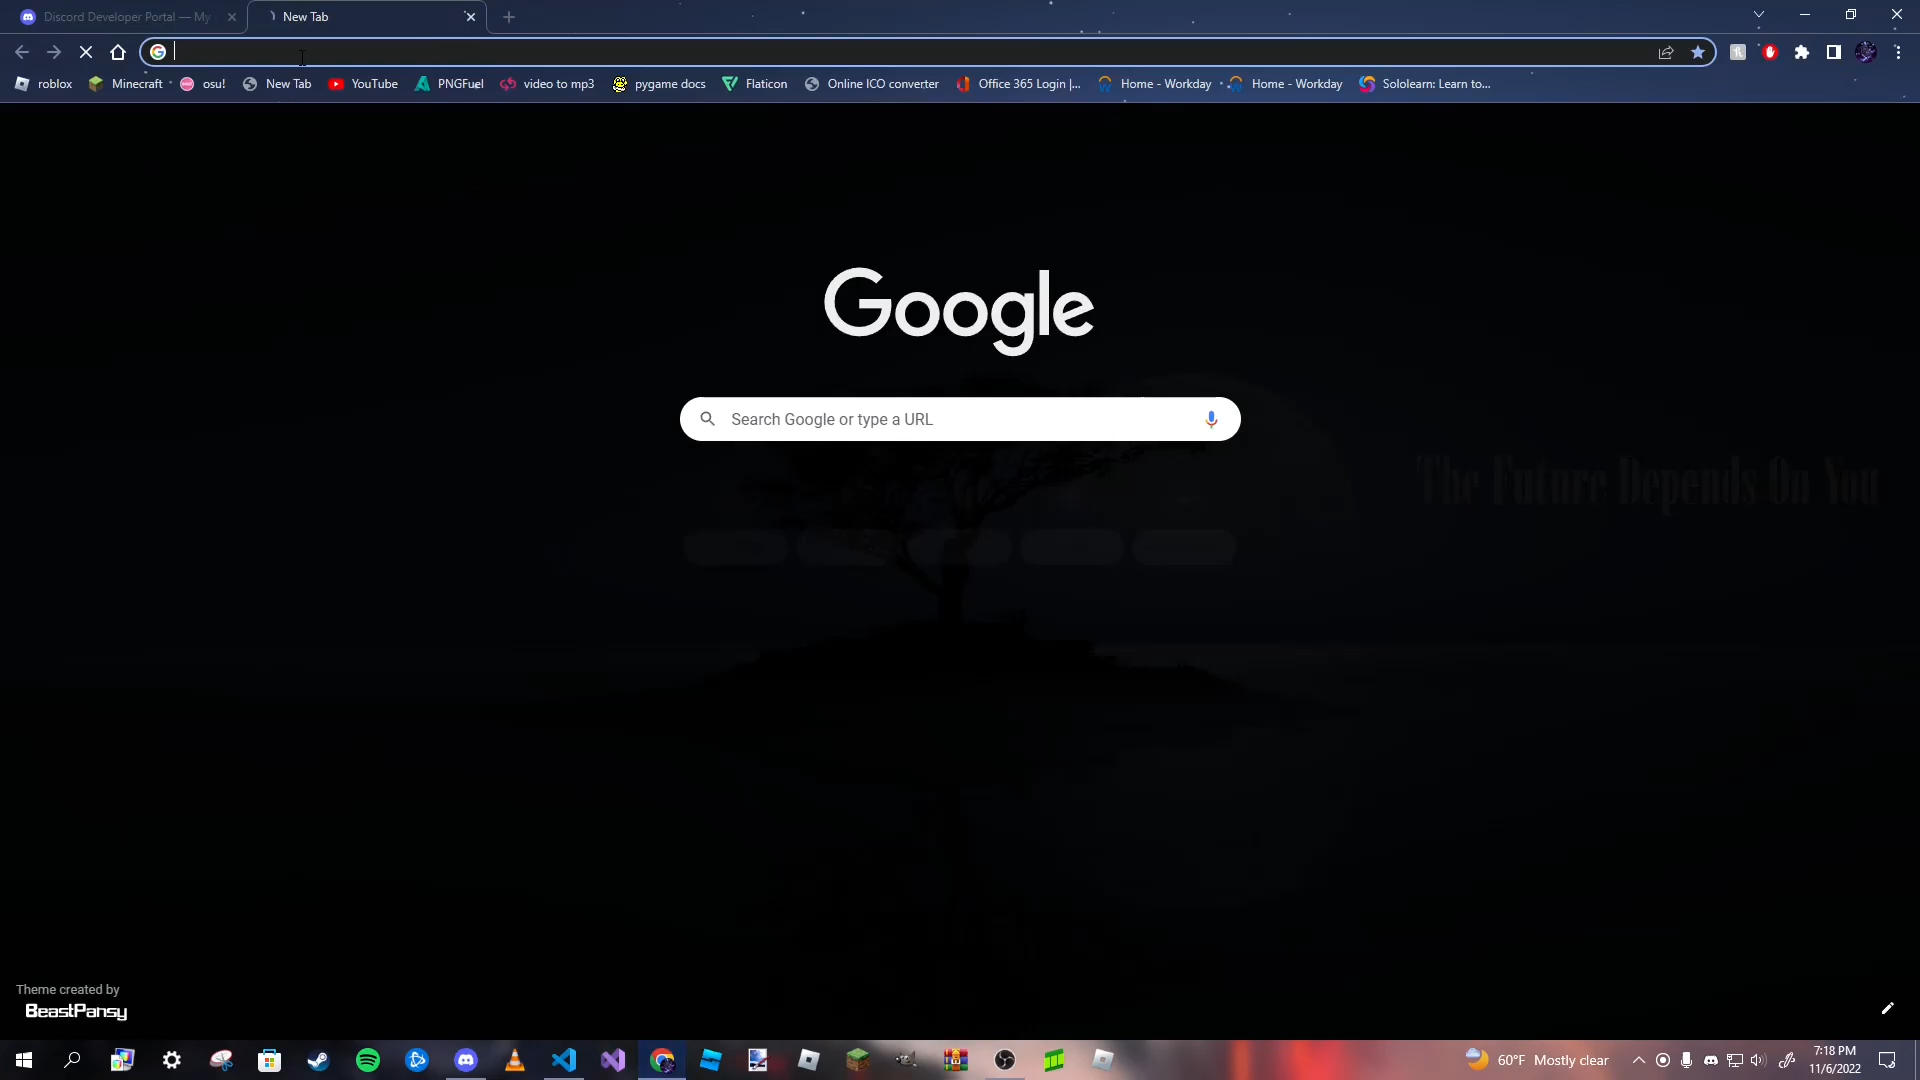 Discord Developer Portal — My
New Tab
roblox
Minecraft
osu!
New Tab
YouTube
PNGFuel
video to mp3
pygame docs
Flaticon
Online ICO converter
Office 365 Login |...
Home - Workday
Home - Workday
Sololearn: Learn to...
Google
Search Google or type a URL
The Future Depends On You
Theme created by
BeastPansy
60°F Mostly clear
7:18 PM
11/6/2022